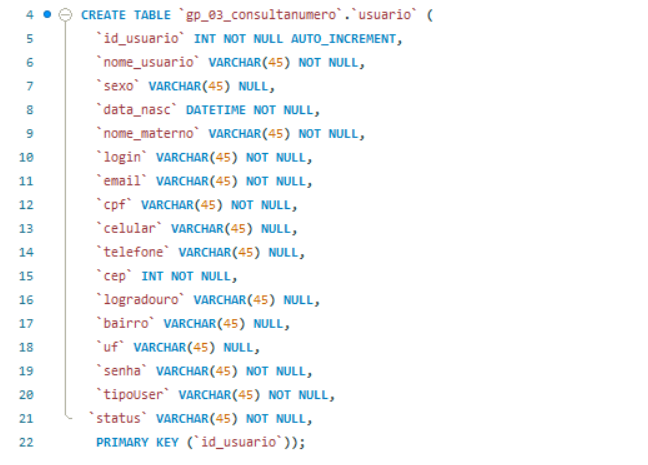 4 CREATE TABLE `gp_03_consultanumero`.`usuario` (
5 `id_usuario` INT NOT NULL AUTO_INCREMENT,
6 `nome_usuario` VARCHAR(45) NOT NULL,
7 `sexo` VARCHAR(45) NULL,
8 `data_nasc` DATETIME NOT NULL,
9 `nome_materno` VARCHAR(45) NOT NULL,
10 `login` VARCHAR(45) NOT NULL,
11 `email` VARCHAR(45) NOT NULL,
12 `cpf` VARCHAR(45) NOT NULL,
13 `celular` VARCHAR(45) NULL,
14 `telefone` VARCHAR(45) NULL,
15 `cep` INT NOT NULL,
16 `logradouro` VARCHAR(45) NULL,
17 `bairro` VARCHAR(45) NULL,
18 `uf` VARCHAR(45) NULL,
19 `senha` VARCHAR(45) NOT NULL,
20 `tipoUser` VARCHAR(45) NOT NULL,
21 `status` VARCHAR(45) NOT NULL,
22 PRIMARY KEY (`id_usuario`));